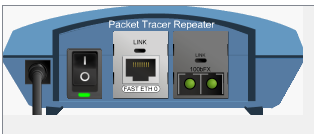 Packet Tracer Repeater
LINK
LINK
100bFX
FAST ETH 0